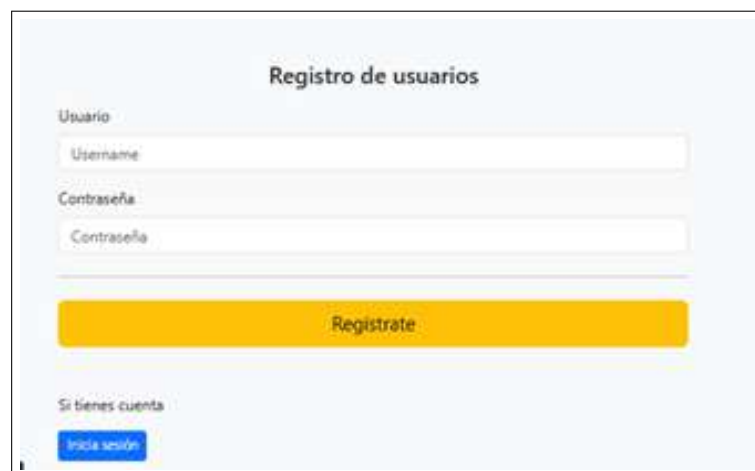 Registro de usuarios
Usuario
Username
Contraseña
Contraseña
Registrate
Si tienes cuenta
Inicia sesión